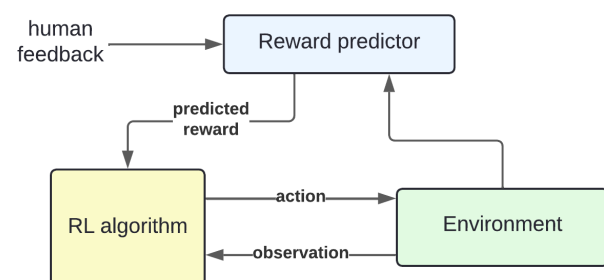 human
feedback
Reward predictor
predicted
reward
RL algorithm
action
Environment
observation